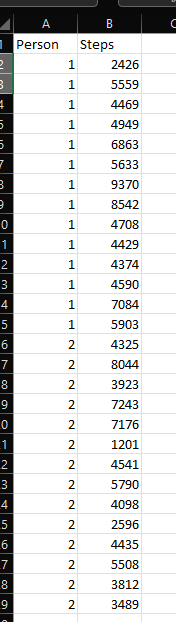 A B C
1 Person Steps
2 1 2426
3 1 5559
4 1 4469
5 1 4949
6 1 6863
7 1 5633
8 1 9370
9 1 8542
0 1 4708
1 1 4429
2 1 4374
3 1 4590
4 1 7084
5 1 5903
6 2 4325
7 2 8044
8 2 3923
9 2 7243
0 2 7176
1 2 1201
2 2 4541
3 2 5790
4 2 4098
5 2 2596
6 2 4435
7 2 5508
8 2 3812
9 2 3489